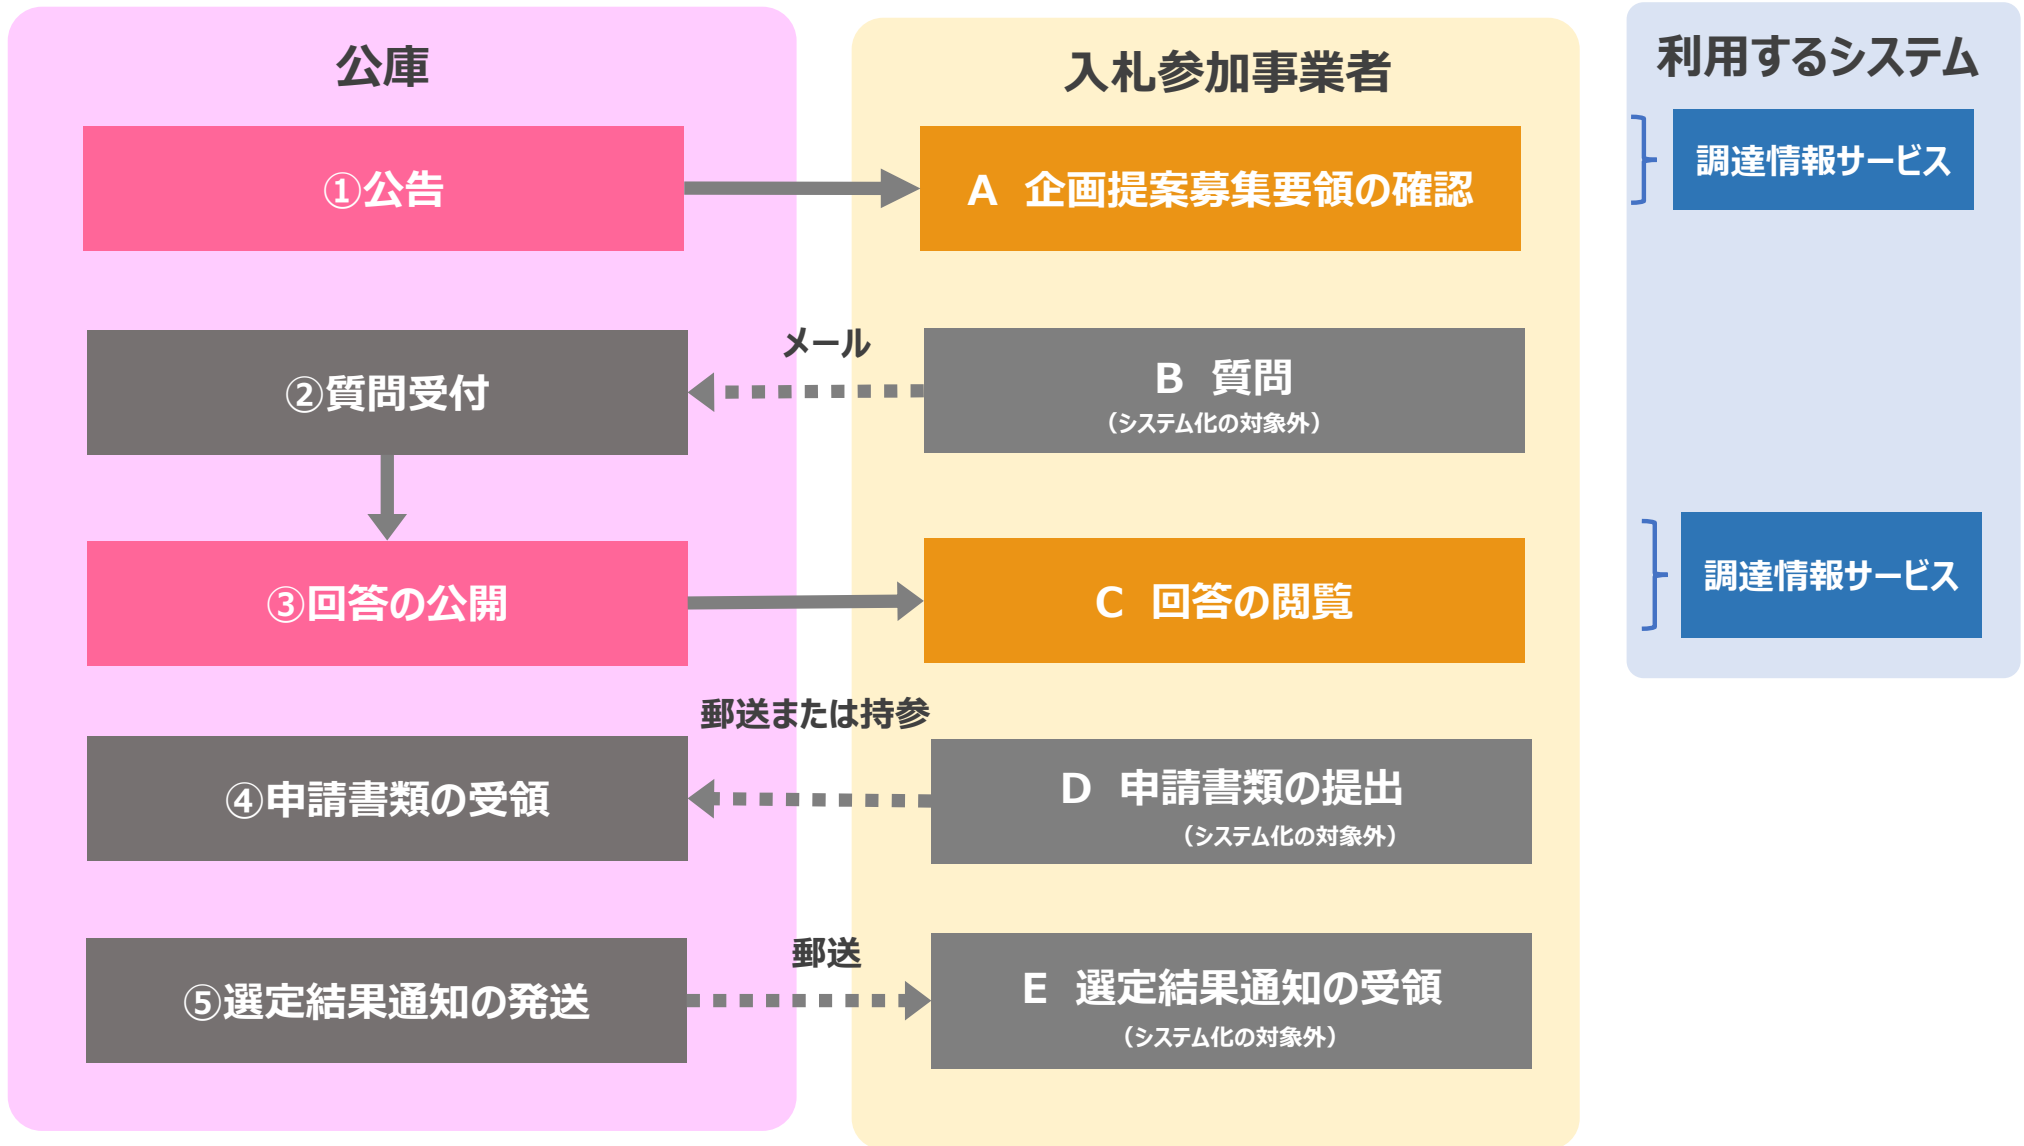 公庫
入札参加事業者
利用するシステム
①公告
A 企画提案募集要領の確認
調達情報サービス
メール
②質問受付
B 質問
（システム化の対象外）
③回答の公開
C 回答の閲覧
調達情報サービス
郵送または持参
④申請書類の受領
D 申請書類の提出
（システム化の対象外）
郵送
⑤選定結果通知の発送
E 選定結果通知の受領
（システム化の対象外）